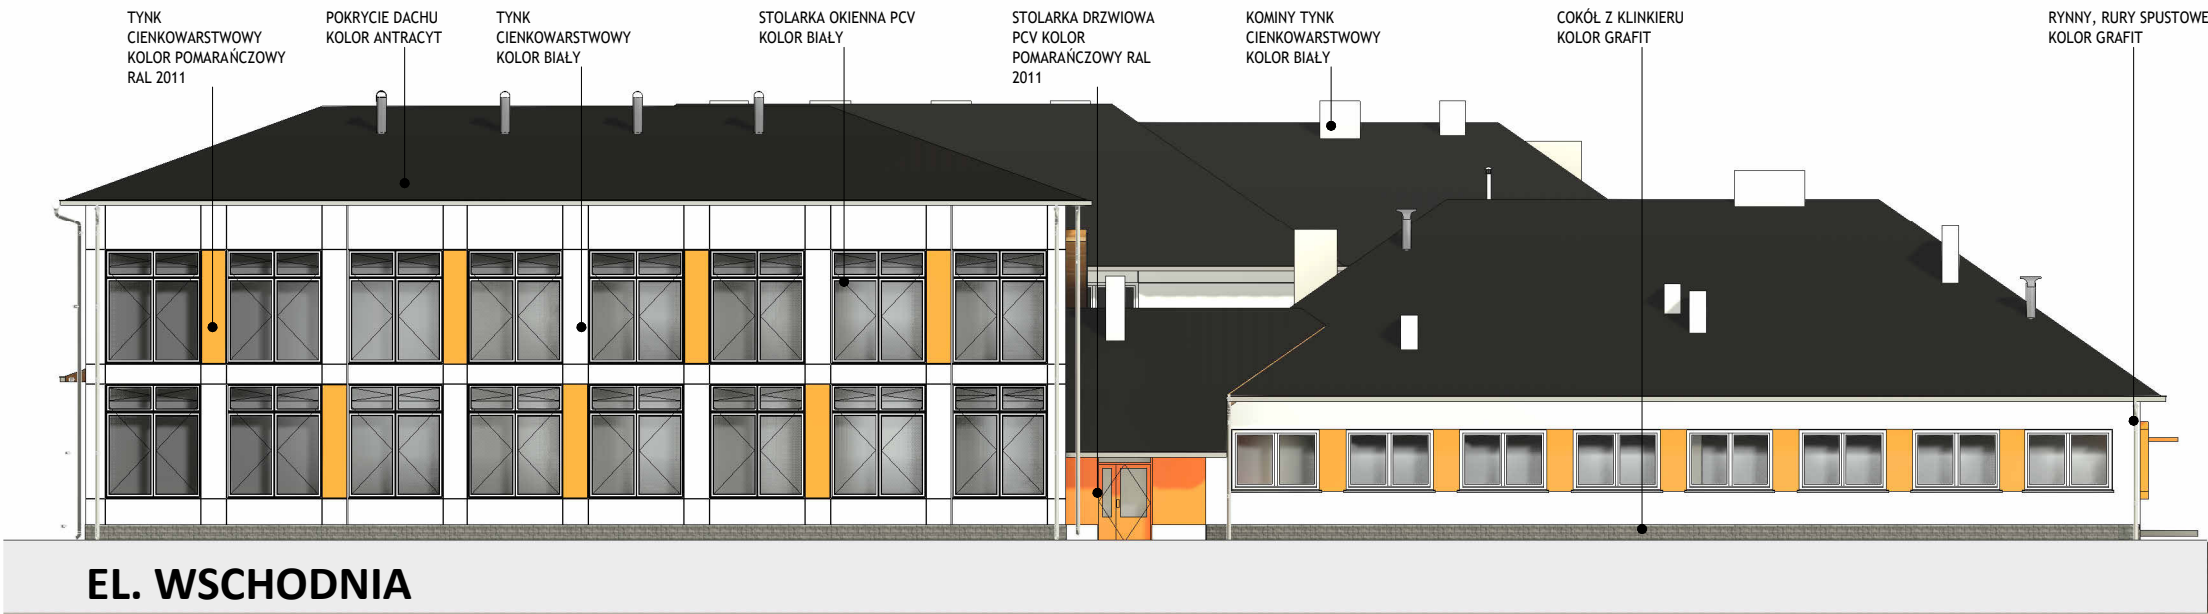 TYNK
CIENKOWARSTWOWY
KOLOR POMARAŃCZOWY
RAL 2011
POKRYCIE DACHU
KOLOR ANTRACYT
TYNK
CIENKOWARSTWOWY
KOLOR BIAŁY
STOLARKA OKIENNA PCV
KOLOR BIAŁY
STOLARKA DRZWIOWA
PCV KOLOR
POMARAŃCZOWY RAL
2011
KOMINY TYNK
CIENKOWARSTWOWY
KOLOR BIAŁY
COKÓŁ Z KLINKIERU
KOLOR GRAFIT
RYNNY, RURY SPUSTOWE
KOLOR GRAFIT
EL. WSCHODNIA